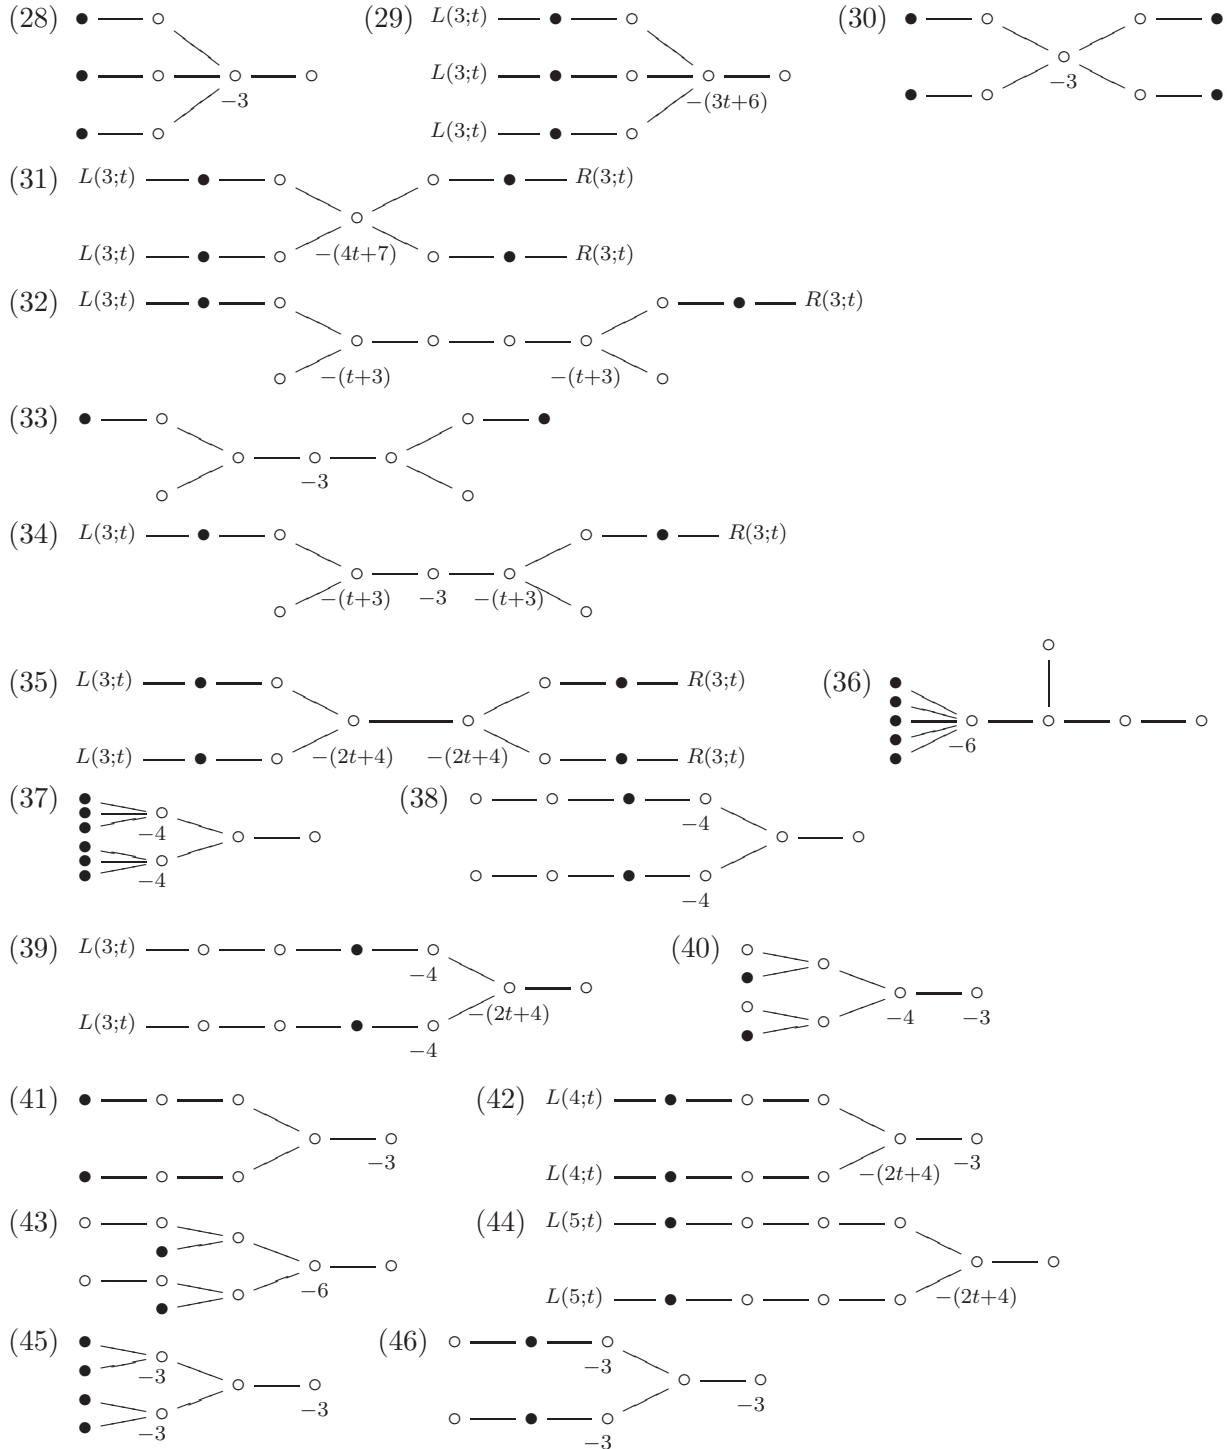 (28) (29) L(3;t) (30)
L(3;t)
−3 −(3t+6) −3
L(3;t)
(31) L(3;t) R(3;t)
L(3;t) −(4t+7) R(3;t)
(32) L(3;t) R(3;t)
−(t+3) −(t+3)
(33)
−3
(34) L(3;t) R(3;t)
−(t+3) −3 −(t+3)
(35) L(3;t) R(3;t) (36)
−6
L(3;t) −(2t+4) −(2t+4) R(3;t)
(37) (38)
−4 −4
−4 −4
(39) L(3;t) (40)
−4
−(2t+4) −4 −3
L(3;t)
−4
(41) (42) L(4;t)
−3 −(2t+4) −3
L(4;t)
(43) (44) L(5;t)
−6 −(2t+4)
L(5;t)
(45) (46)
−3 −3
−3 −3
−3 −3